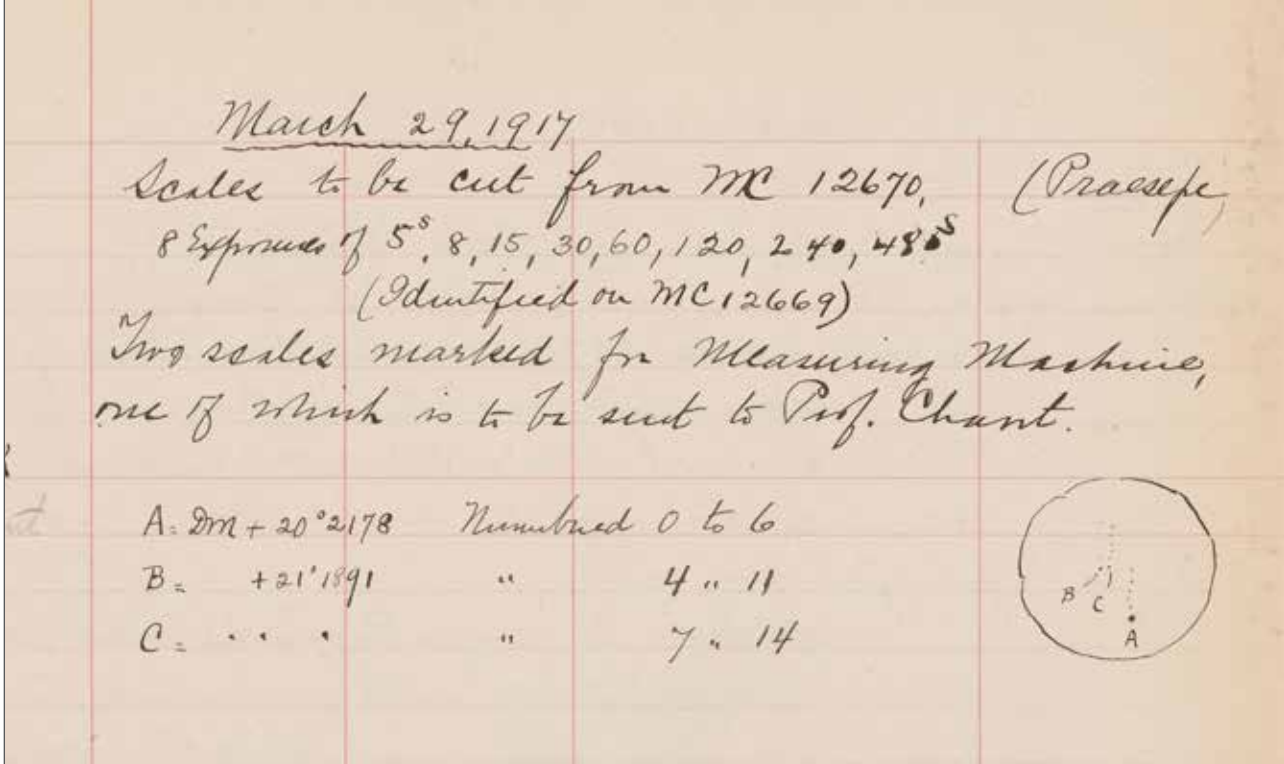 March 29, 1917
Scales to be cut from MC 12670, (Praesepe)
8 Exposures of 5ˢ, 8, 15, 30, 60, 120, 240, 480ˢ
(Identified on MC 12669)
Two scales marked for Measuring Machine,
one of which is to be sent to Prof. Chant.
A = DM + 20°2178 Numbered 0 to 6
B = +21°1891 " 4 " 11
C = " " " " 7 " 14
B C
A